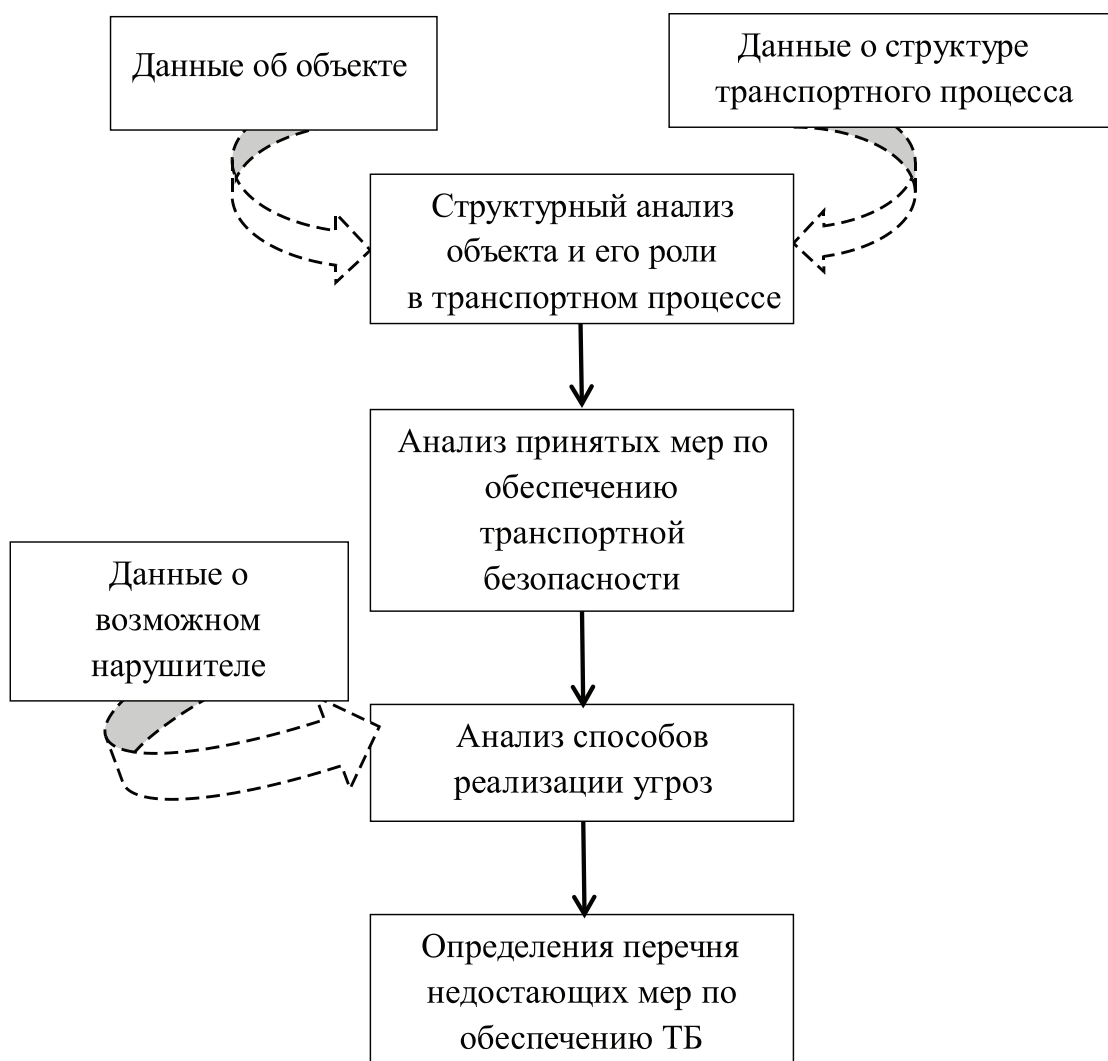 Данные об объекте
Данные о структуре
транспортного процесса
Структурный анализ
объекта и его роли
в транспортном процессе
Анализ принятых мер по
обеспечению
транспортной
безопасности
Данные о
возможном
нарушителе
Анализ способов
реализации угроз
Определения перечня
недостающих мер по
обеспечению ТБ